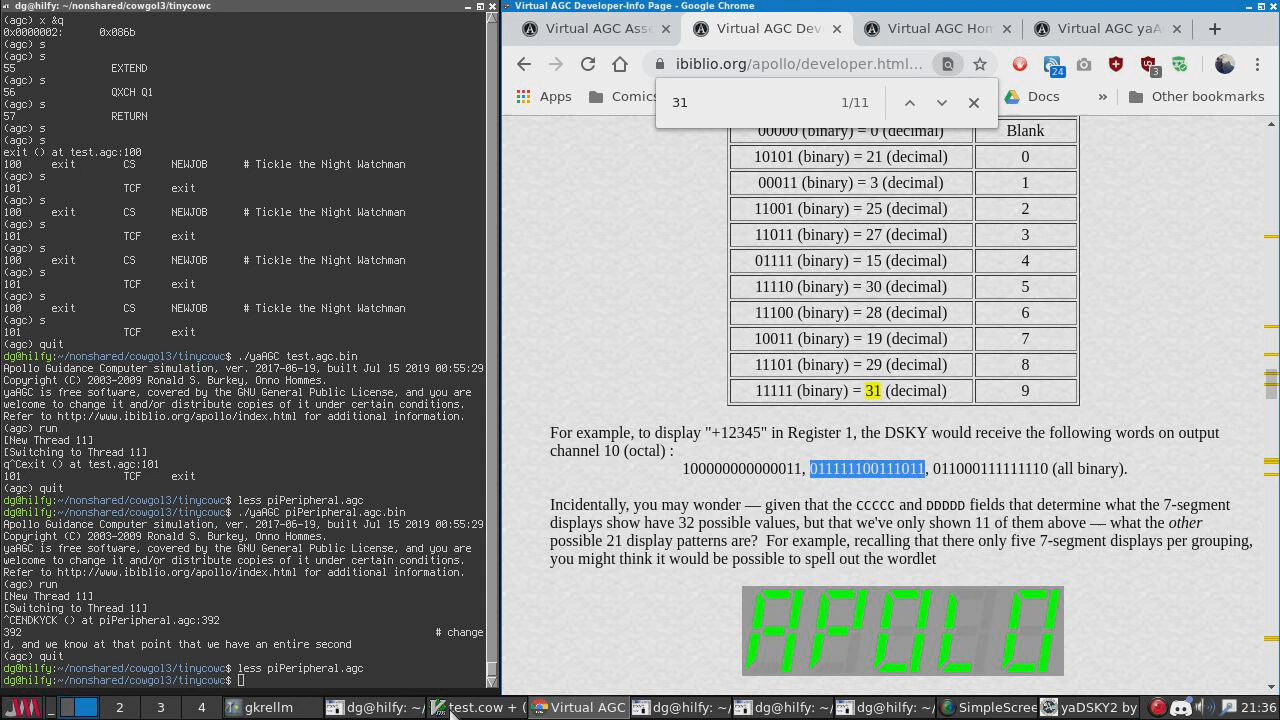 dg@hilfy: ~/nonshared/cowgol3/tinycowc
(agc) x &q
0x0000002:      0x086b
(agc) s
(agc) s
55               EXTEND
(agc) s
56               QXCH Q1
(agc) s
57               RETURN
(agc) s
(agc) s
exit () at test.agc:100
100     exit       CS     NEWJOB      # Tickle the Night Watchman
(agc) s
101                TCF    exit
(agc) s
100     exit       CS     NEWJOB      # Tickle the Night Watchman
(agc) s
101                TCF    exit
(agc) s
100     exit       CS     NEWJOB      # Tickle the Night Watchman
(agc) s
101                TCF    exit
(agc) s
100     exit       CS     NEWJOB      # Tickle the Night Watchman
(agc) s
101                TCF    exit
(agc) quit
dg@hilfy:~/nonshared/cowgol3/tinycowc$ ./yaAGC test.agc.bin
Apollo Guidance Computer simulation, ver. 2017-06-19, built Jul 15 2019 00:55:29
Copyright (C) 2003-2009 Ronald S. Burkey, Onno Hommes.
yaAGC is free software, covered by the GNU General Public License, and you are
welcome to change it and/or distribute copies of it under certain conditions.
Refer to http://www.ibiblio.org/apollo/index.html for additional information.
(agc) run
[New Thread 11]
[Switching to Thread 11]
q^Cexit () at test.agc:101
101                TCF    exit
(agc) quit
dg@hilfy:~/nonshared/cowgol3/tinycowc$ less piPeripheral.agc
dg@hilfy:~/nonshared/cowgol3/tinycowc$ ./yaAGC piPeripheral.agc.bin
Apollo Guidance Computer simulation, ver. 2017-06-19, built Jul 15 2019 00:55:29
Copyright (C) 2003-2009 Ronald S. Burkey, Onno Hommes.
yaAGC is free software, covered by the GNU General Public License, and you are
welcome to change it and/or distribute copies of it under certain conditions.
Refer to http://www.ibiblio.org/apollo/index.html for additional information.
(agc) run
[New Thread 11]
[Switching to Thread 11]
^CENDKYCK () at piPeripheral.agc:392
392                                                                     # change
d, and we know at that point that we have an entire second
(agc) quit
dg@hilfy:~/nonshared/cowgol3/tinycowc$ less piPeripheral.agc
dg@hilfy:~/nonshared/cowgol3/tinycowc$
Virtual AGC Developer-Info Page - Google Chrome
Virtual AGC Asse
Virtual AGC Dev
Virtual AGC Hom
Virtual AGC yaA
ibiblio.org/apollo/developer.html...
24
3
Apps
Comics
Docs
»
Other bookmarks
31
1/11
00000 (binary) = 0 (decimal) Blank
10101 (binary) = 21 (decimal) 0
00011 (binary) = 3 (decimal) 1
11001 (binary) = 25 (decimal) 2
11011 (binary) = 27 (decimal) 3
01111 (binary) = 15 (decimal) 4
11110 (binary) = 30 (decimal) 5
11100 (binary) = 28 (decimal) 6
10011 (binary) = 19 (decimal) 7
11101 (binary) = 29 (decimal) 8
11111 (binary) = 31 (decimal) 9
For example, to display "+12345" in Register 1, the DSKY would receive the following words on output
channel 10 (octal) :
100000000000011, 011111100111011, 011000111111110 (all binary).
Incidentally, you may wonder — given that the CCCCC and DDDDD fields that determine what the 7-segment
displays show have 32 possible values, but that we've only shown 11 of them above — what the other
possible 21 display patterns are?  For example, recalling that there only five 7-segment displays per grouping,
you might think it would be possible to spell out the wordlet
APOLO
2
3
4
gkrellm
dg@hilfy: ~/
test.cow + (
Virtual AGC
dg@hilfy: ~/
dg@hilfy: ~/
dg@hilfy: ~/
SimpleScree
yaDSKY2 by
21:36